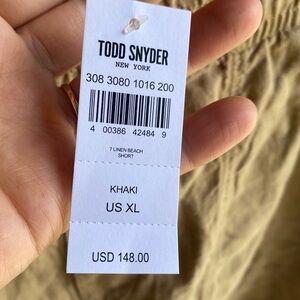 TODD SNYDER
NEW YORK
308 3080 1016 200
4 00386 42484 9
7 LINEN BEACH
SHORT
KHAKI
US XL
USD 148.00